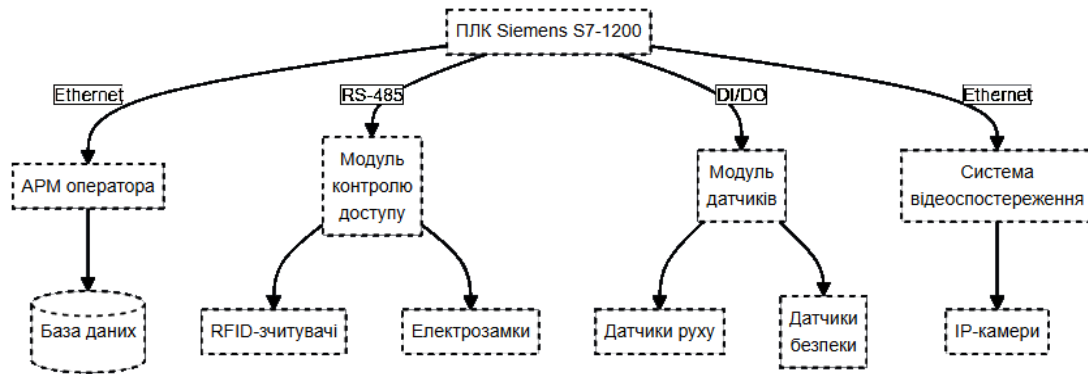 ПЛК Siemens S7-1200
Ethernet
RS-485
DI/DO
Ethernet
АРМ оператора
Модуль
контролю
доступу
Модуль
датчиків
Система
відеоспостереження
База даних
RFID-зчитувачі
Електрозамки
Датчики руху
Датчики
безпеки
IP-камери